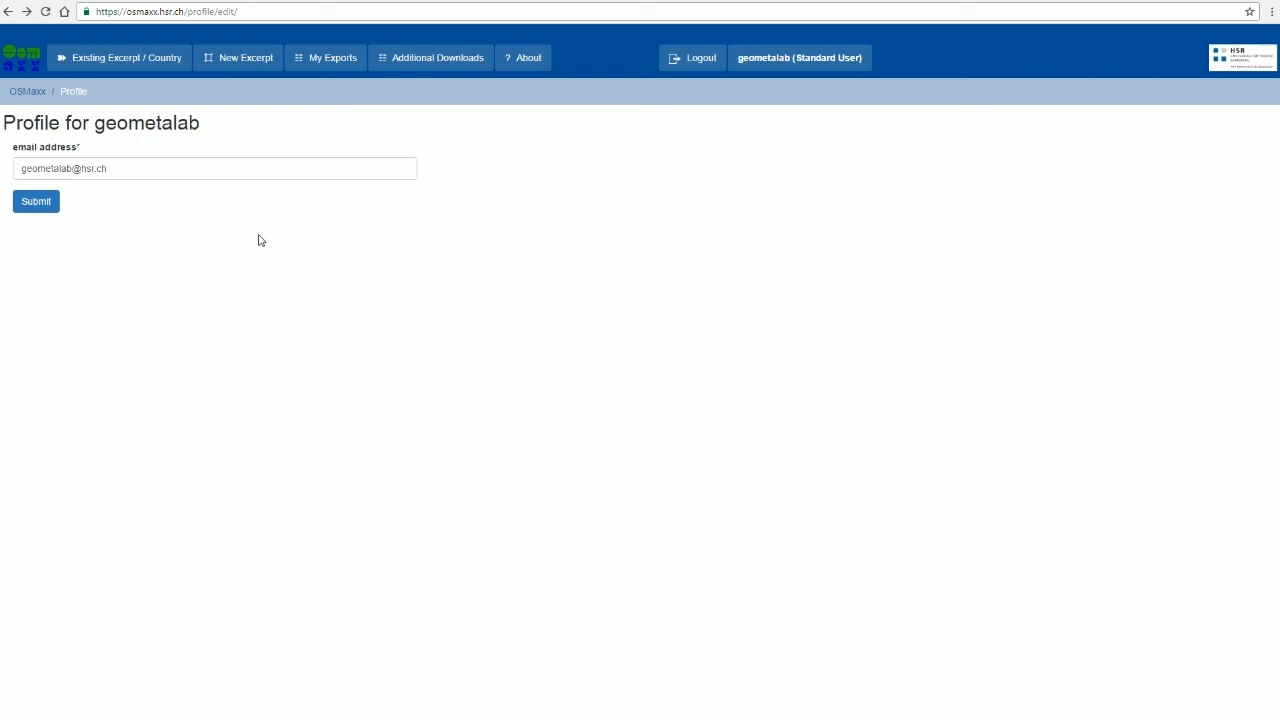 https://osmaxx.hsr.ch/profile/edit/
Existing Excerpt / Country
New Excerpt
My Exports
Additional Downloads
? About
Logout
geometalab (Standard User)
HSR
OSMaxx / Profile
Profile for geometalab
email address*
geometalab@hsr.ch
Submit